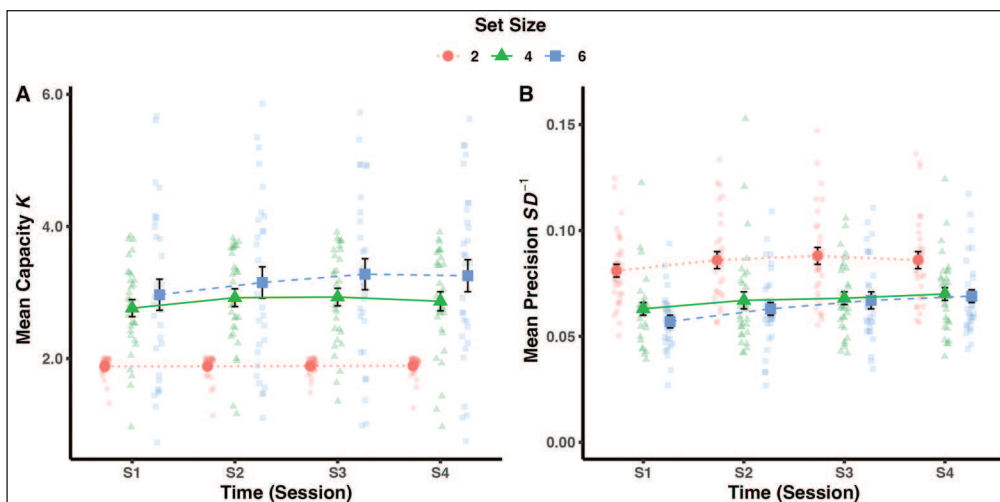 Set Size
2 4 6
A
B
6.0
4.0
2.0
Mean Capacity K
S1 S2 S3 S4
Time (Session)
0.15
0.10
0.05
0.00
Mean Precision SD⁻¹
S1 S2 S3 S4
Time (Session)